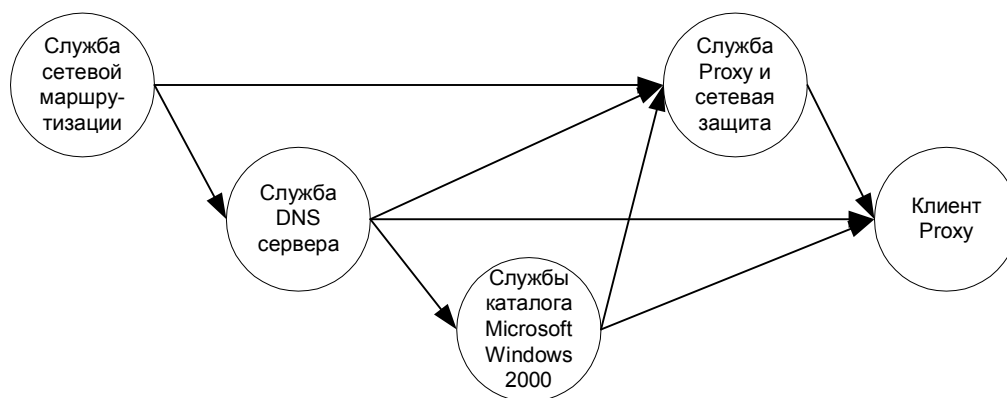 Служба
сетевой
маршру-
тизации
Служба
Proxy и
сетевая
защита
Служба
DNS
сервера
Клиент
Proxy
Службы
каталога
Microsoft
Windows
2000